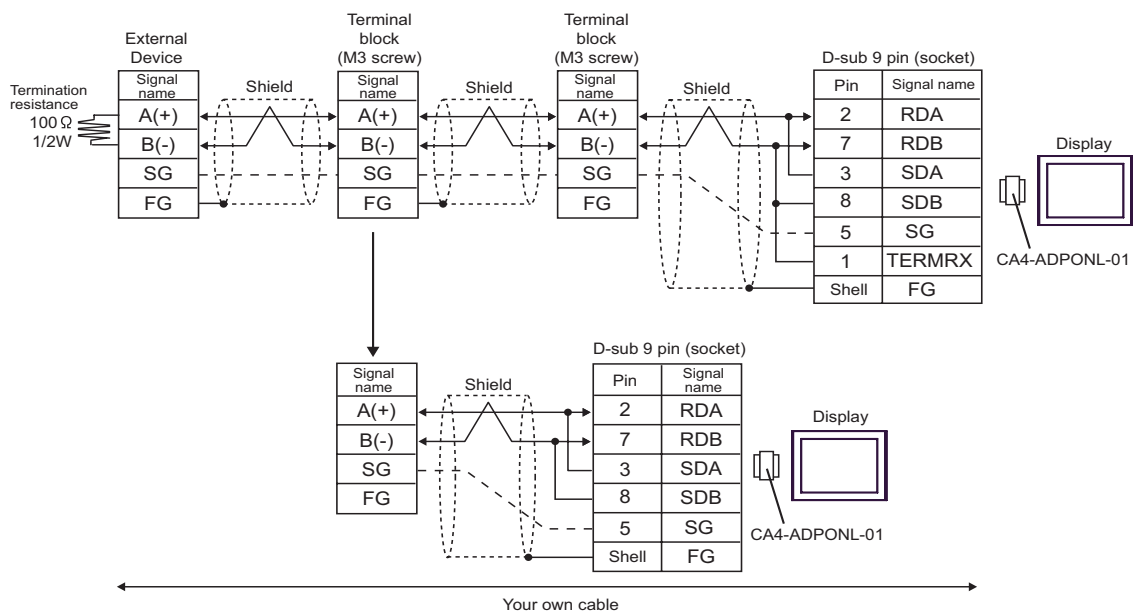 External
Device
Terminal
block
(M3 screw)
Terminal
block
(M3 screw)
D-sub 9 pin (socket)
Termination
resistance
100 Ω
1/2W
Signal
name
A(+)
B(-)
SG
FG
Shield
Signal
name
A(+)
B(-)
SG
FG
Shield
Signal
name
A(+)
B(-)
SG
FG
Shield
Pin Signal name
2 RDA
7 RDB
3 SDA
8 SDB
5 SG
1 TERMRX
Shell FG
Display
CA4-ADPONL-01
Signal
name
A(+)
B(-)
SG
FG
Shield
D-sub 9 pin (socket)
Pin Signal
name
2 RDA
7 RDB
3 SDA
8 SDB
5 SG
Shell FG
Display
CA4-ADPONL-01
Your own cable